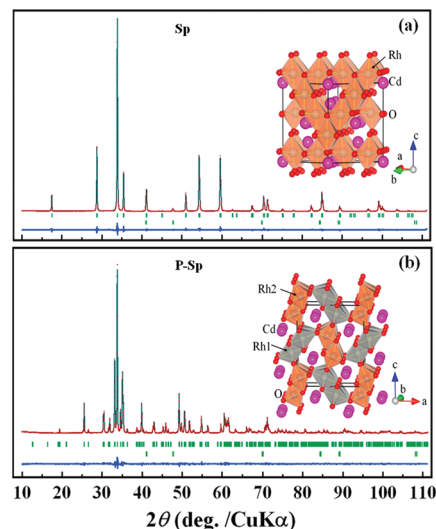 Sp
(a)
Rh
Cd
O
c
a
b
P-Sp
(b)
Rh2
Cd
Rh1
O
c
b
a
10 20 30 40 50 60 70 80 90 100 110
2θ (deg. /CuKα)